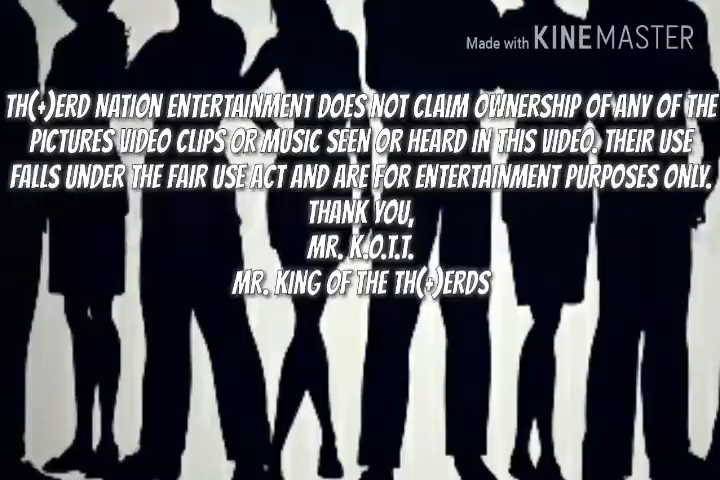 Made with KINEMASTER
TH(+)ERD NATION ENTERTAINMENT DOES NOT CLAIM OWNERSHIP OF ANY OF THE
PICTURES VIDEO CLIPS OR MUSIC SEEN OR HEARD IN THIS VIDEO. THEIR USE
FALLS UNDER THE FAIR USE ACT AND ARE FOR ENTERTAINMENT PURPOSES ONLY.
THANK YOU,
MR. K.O.T.T.
MR. KING OF THE TH(+)ERDS